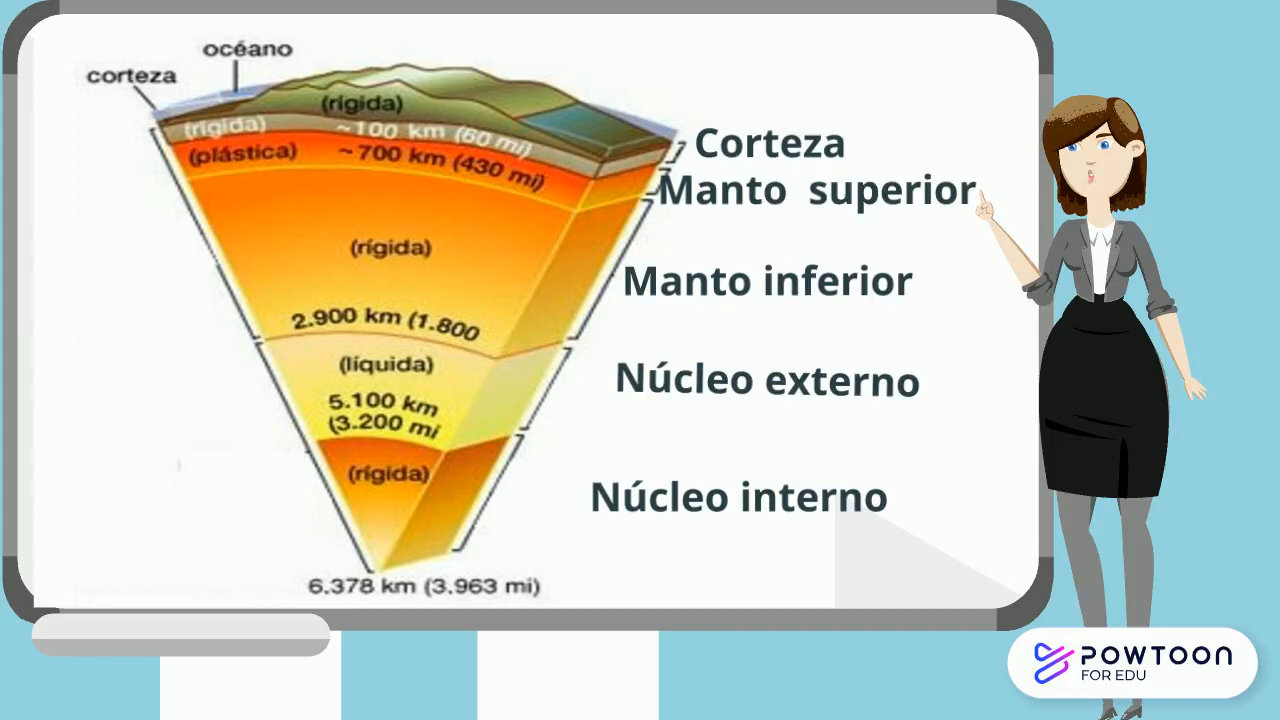 océano
corteza
(rígida)
(rígida)
~100 km (60 mi)
(plástica)
~700 km (430 mi)
Corteza
Manto superior
(rígida)
Manto inferior
2.900 km (1.800
(líquida)
5.100 km
(3.200 mi
Núcleo externo
(rígida)
Núcleo interno
6.378 km (3.963 mi)
POWTOON
FOR EDU